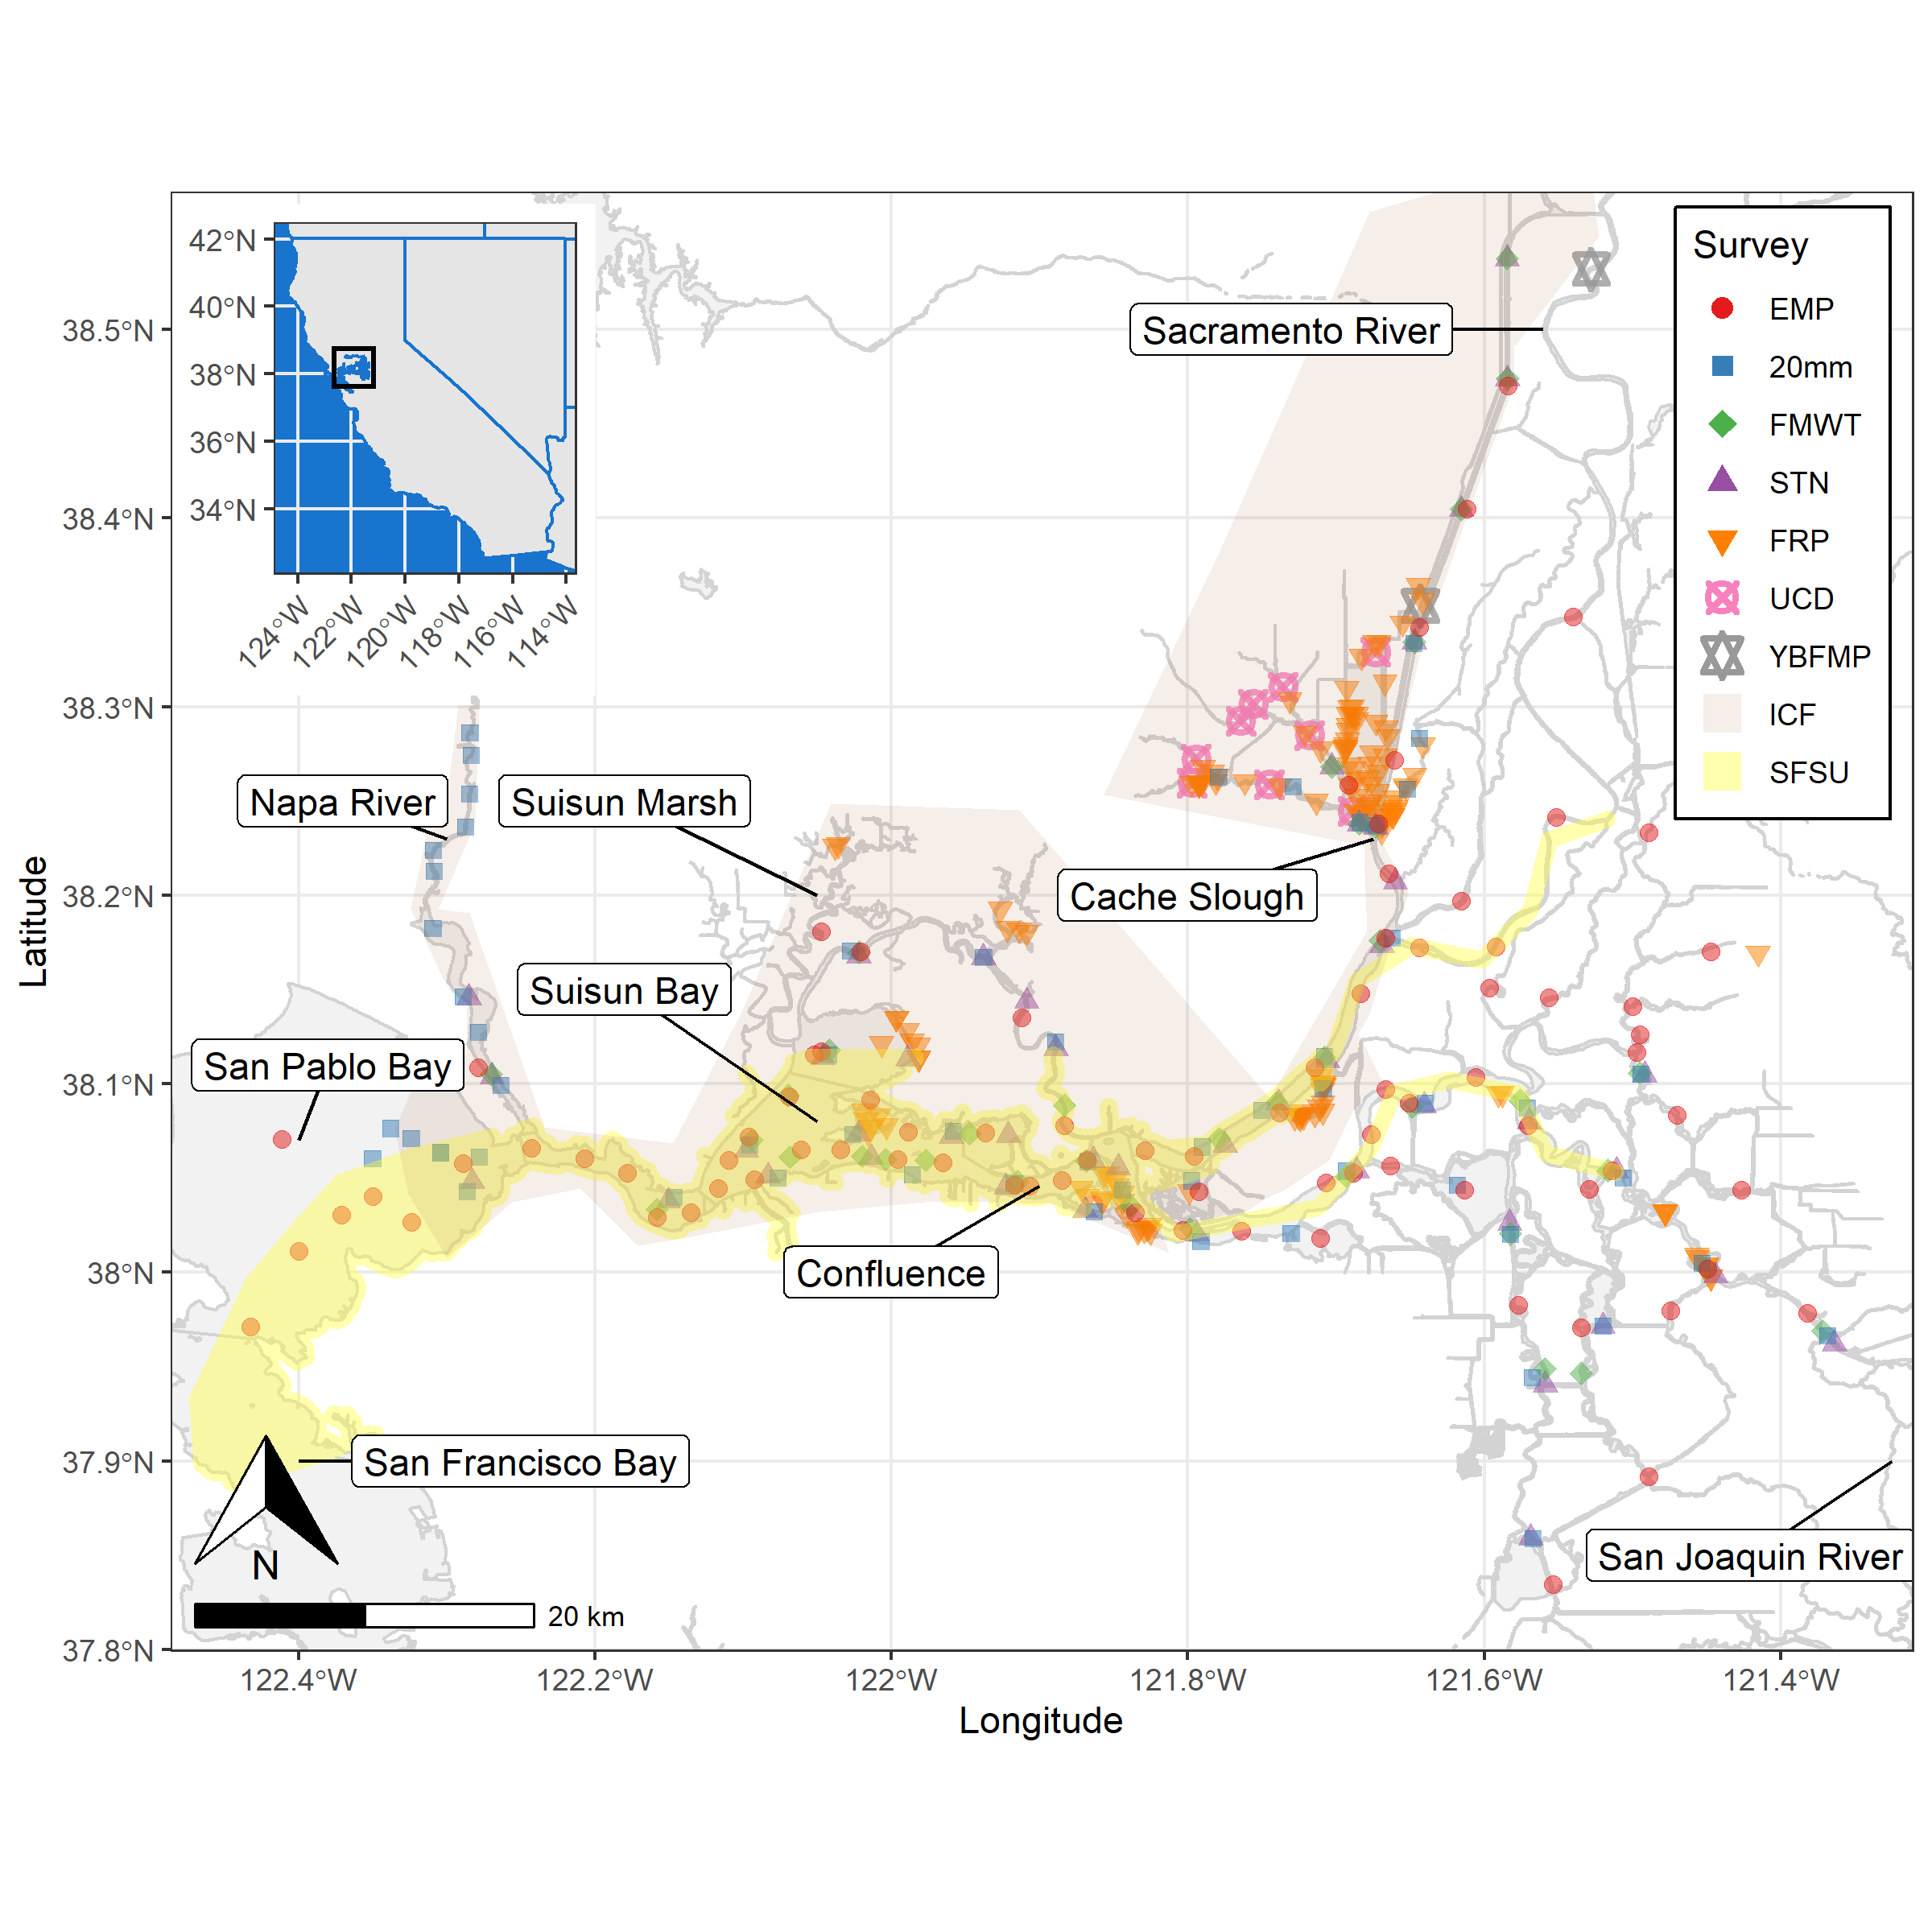 42°N
40°N
38°N
36°N
34°N
124°W
122°W
120°W
118°W
116°W
114°W
Survey
EMP
20mm
FMWT
STN
FRP
UCD
YBFMP
ICF
SFSU
Sacramento River
Napa River
Suisun Marsh
Cache Slough
Suisun Bay
San Pablo Bay
Confluence
San Francisco Bay
San Joaquin River
N
20 km
38.5°N
38.4°N
38.3°N
38.2°N
38.1°N
38°N
37.9°N
37.8°N
Latitude
122.4°W
122.2°W
122°W
121.8°W
121.6°W
121.4°W
Longitude